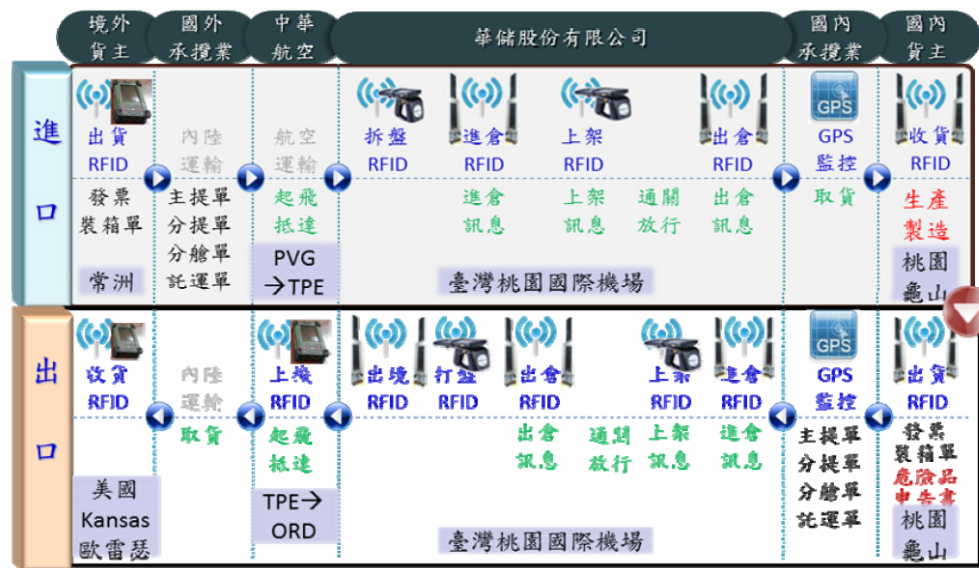 境外 國外 中華 華儲股份有限公司 國內 國內
貨主 承攬業 航空 承攬業 貨主
進口
GPS
出貨 內陸 航空 拆盤 進倉 上架 出倉 GPS 收貨
RFID 運輸 運輸 RFID RFID RFID RFID 監控 RFID
發票 主提單 起飛 進倉 上架 通關 出倉 取貨 生產
裝箱單 分提單 抵達 訊息 訊息 放行 訊息 製造
分艙單 PVG 桃園
常洲 託運單 →TPE 臺灣桃園國際機場 龜山
出口
GPS
收貨 內陸 上機 出境 打盤 出倉 上架 進倉 GPS 出貨
RFID 運輸 RFID RFID RFID RFID RFID RFID 監控 RFID
取貨 起飛 出倉 通關 上架 進倉 主提單 發票
抵達 訊息 放行 訊息 訊息 分提單 裝箱單
美國 分艙單 危險品
Kansas TPE→ 託運單 申告書
歐雷瑟 ORD 臺灣桃園國際機場 桃園
龜山